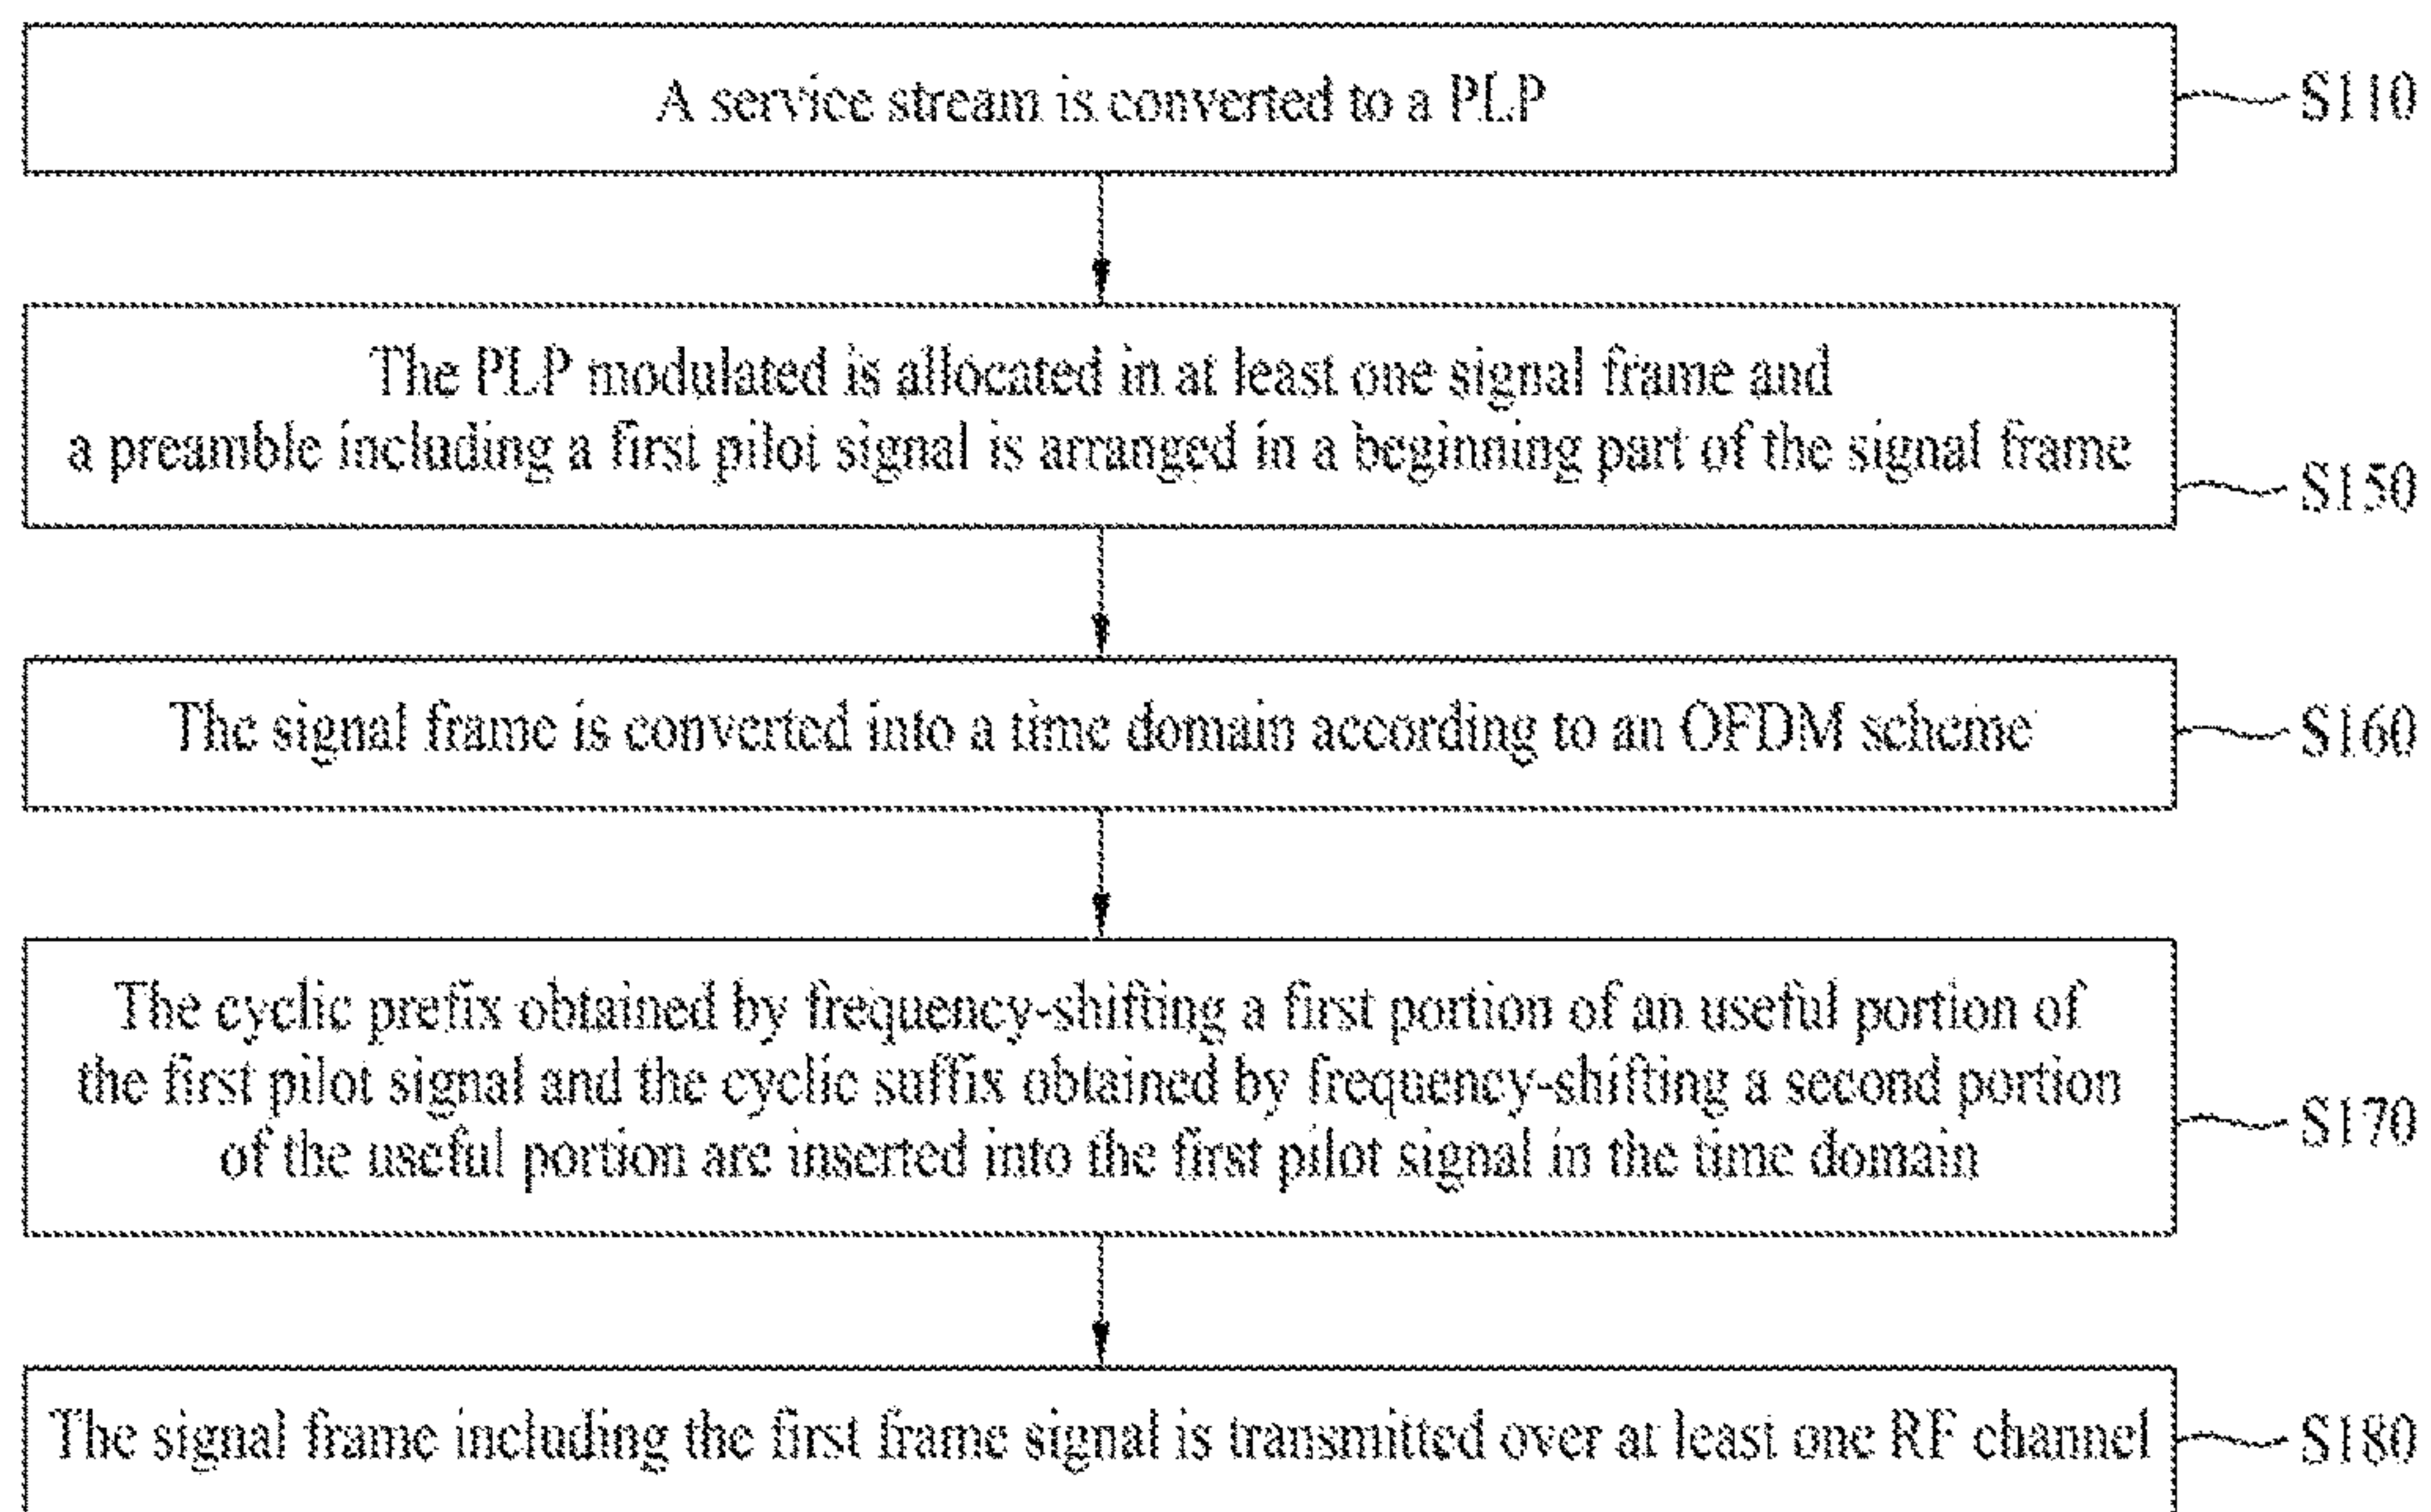 A service stream is converted to a PLP
S110
The PLP modulated is allocated in at least one signal frame and
a preamble including a first pilot signal is arranged in a beginning part of the signal frame
S150
The signal frame is converted into a time domain according to an OFDM scheme
S160
The cyclic prefix obtained by frequency-shifting a first portion of an useful portion of
the first pilot signal and the cyclic suffix obtained by frequency-shifting a second portion
of the useful portion are inserted into the first pilot signal in the time domain
S170
The signal frame including the first frame signal is transmitted over at least one RF channel
S180